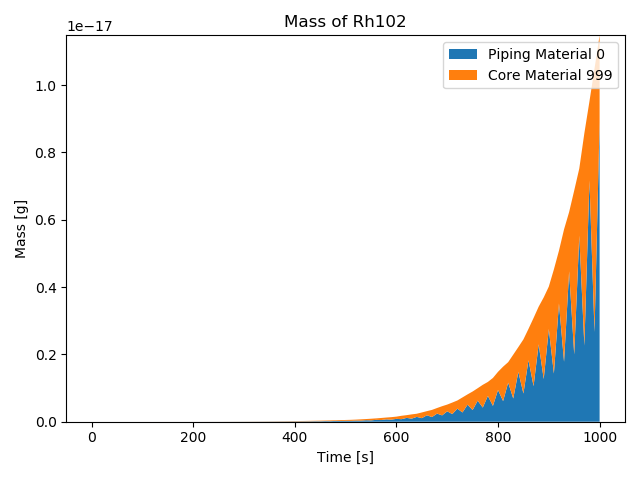 Mass of Rh102
1e−17
Piping Material 0
Core Material 999
Mass [g]
1.0
0.8
0.6
0.4
0.2
0.0
0
200
400
600
800
1000
Time [s]